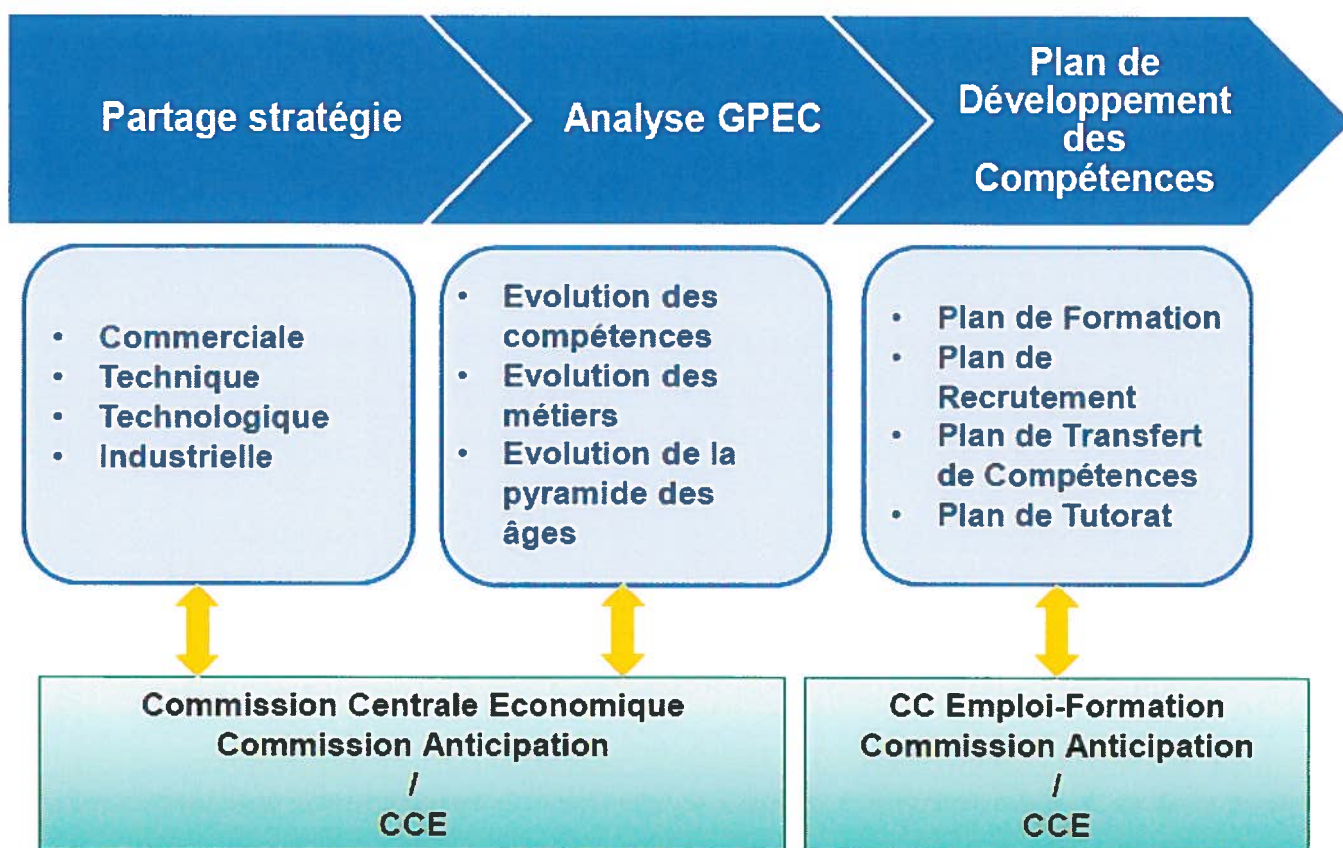 Partage stratégie
Analyse GPEC
Plan de
Développement
des
Compétences
• Commerciale
• Technique
• Technologique
• Industrielle
• Evolution des
compétences
• Evolution des
métiers
• Evolution de la
pyramide des
âges
• Plan de Formation
• Plan de
Recrutement
• Plan de Transfert
de Compétences
• Plan de Tutorat
Commission Centrale Economique
Commission Anticipation
/
CCE
CC Emploi-Formation
Commission Anticipation
/
CCE